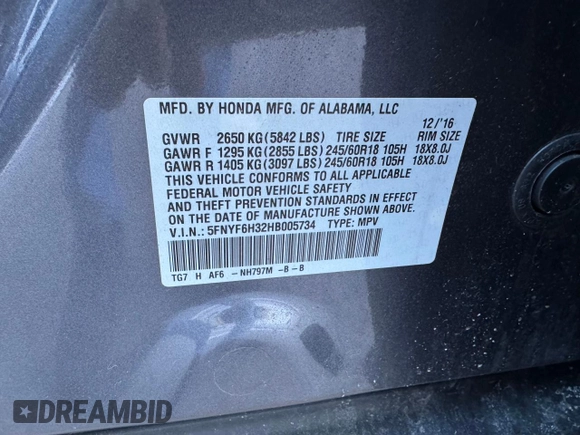 MFD. BY HONDA MFG. OF ALABAMA, LLC
12/'16
GVWR 2650 KG (5842 LBS) TIRE SIZE RIM SIZE
GAWR F 1295 KG (2855 LBS) 245/60R18 105H 18X8.0J
GAWR R 1405 KG (3097 LBS) 245/60R18 105H 18X8.0J
THIS VEHICLE CONFORMS TO ALL APPLICABLE
FEDERAL MOTOR VEHICLE SAFETY
AND THEFT PREVENTION STANDARDS IN EFFECT
ON THE DATE OF MANUFACTURE SHOWN ABOVE.
V.I.N.: 5FNYF6H32HB005734 TYPE: MPV
TG7 H AF6 -NH797M -B -B
DREAMBID